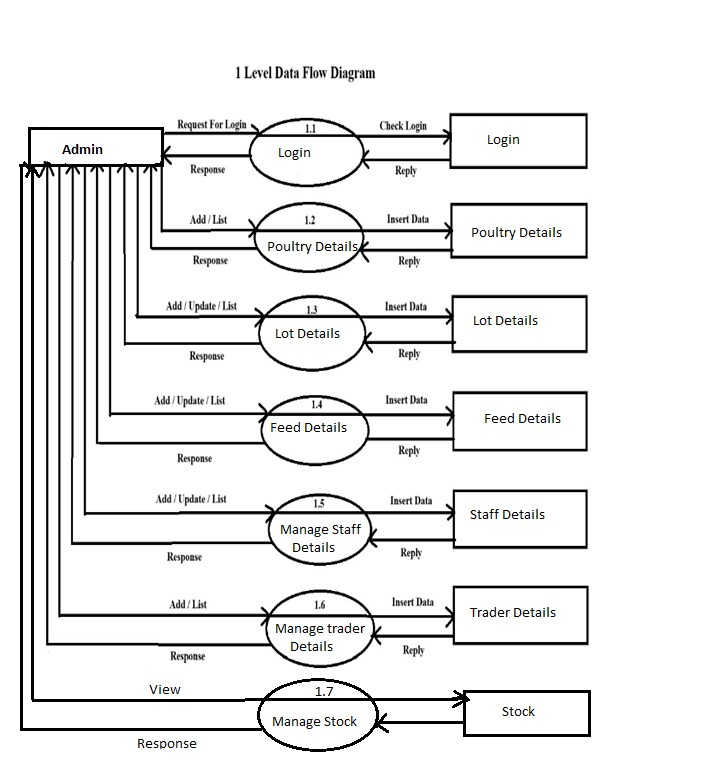 1 Level Data Flow Diagram
Request For Login
1.1
Check Login
Admin
Login
Login
Response
Reply
Add / List
1.2
Insert Data
Poultry Details
Poultry Details
Response
Reply
Add / Update / List
1.3
Insert Data
Lot Details
Lot Details
Response
Reply
Add / Update / List
1.4
Insert Data
Feed Details
Feed Details
Response
Reply
Add / Update / List
1.5
Insert Data
Manage Staff
Details
Staff Details
Response
Reply
Add / List
1.6
Insert Data
Manage trader
Details
Trader Details
Response
Reply
View
1.7
Manage Stock
Stock
Response